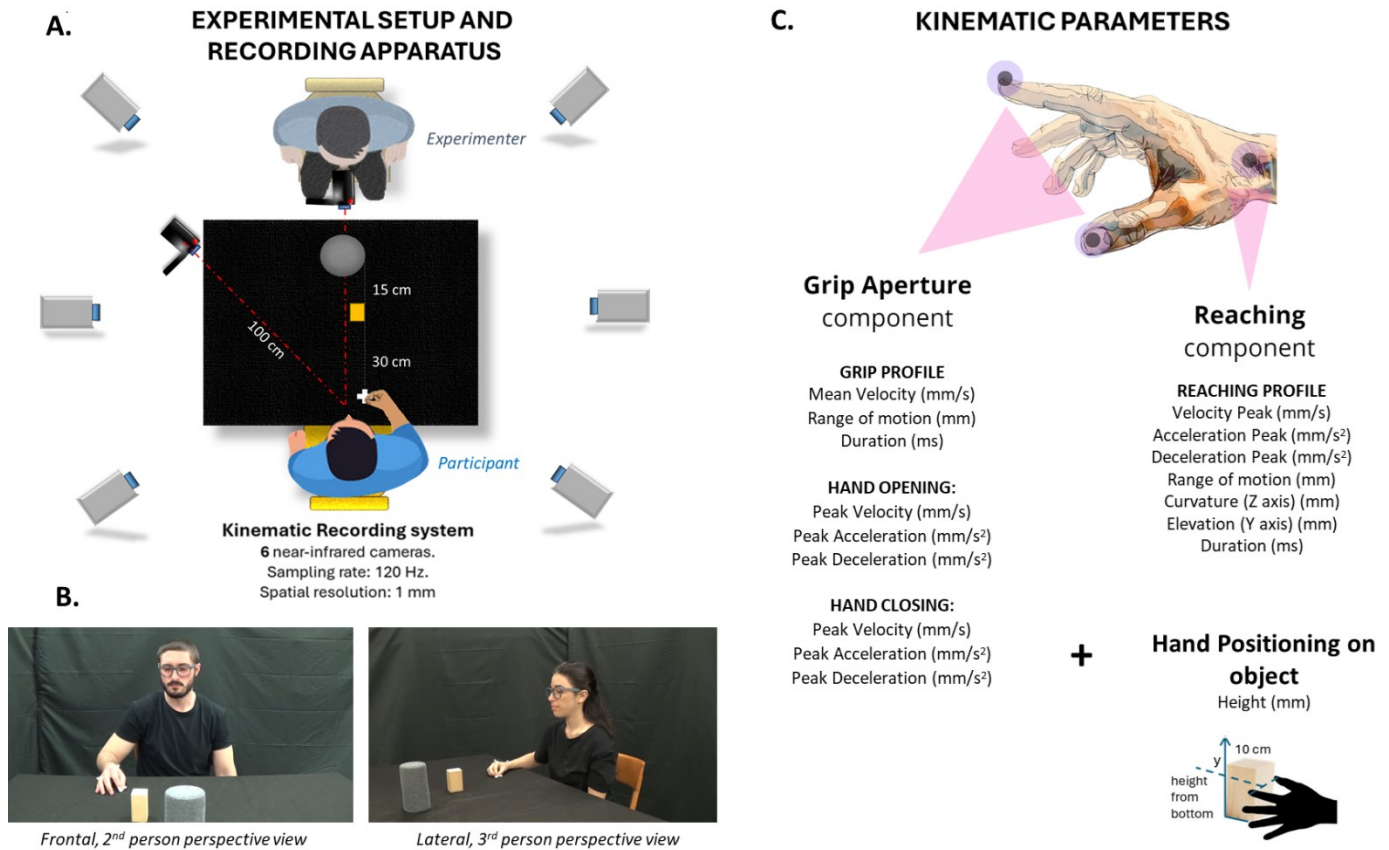 A.
EXPERIMENTAL SETUP AND
RECORDING APPARATUS
Experimenter
15 cm
100 cm
30 cm
Participant
Kinematic Recording system
6 near-infrared cameras.
Sampling rate: 120 Hz.
Spatial resolution: 1 mm
B.
Frontal, 2nd person perspective view
Lateral, 3rd person perspective view
C.
KINEMATIC PARAMETERS
Grip Aperture
component
GRIP PROFILE
Mean Velocity (mm/s)
Range of motion (mm)
Duration (ms)
HAND OPENING:
Peak Velocity (mm/s)
Peak Acceleration (mm/s²)
Peak Deceleration (mm/s²)
HAND CLOSING:
Peak Velocity (mm/s)
Peak Acceleration (mm/s²)
Peak Deceleration (mm/s²)
Reaching
component
REACHING PROFILE
Velocity Peak (mm/s)
Acceleration Peak (mm/s²)
Deceleration Peak (mm/s²)
Range of motion (mm)
Curvature (Z axis) (mm)
Elevation (Y axis) (mm)
Duration (ms)
+
Hand Positioning on
object
Height (mm)
10 cm
y
height
from
bottom